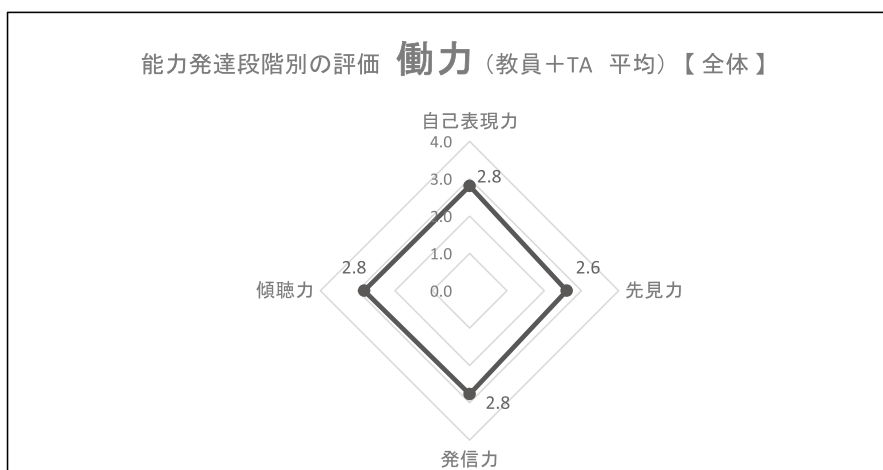 能力発達段階別の評価 働力（教員＋TA 平均）【 全体 】
自己表現力
4.0
3.0
2.8
2.0
1.0
2.8
2.6
傾聴力
0.0
先見力
2.8
発信力